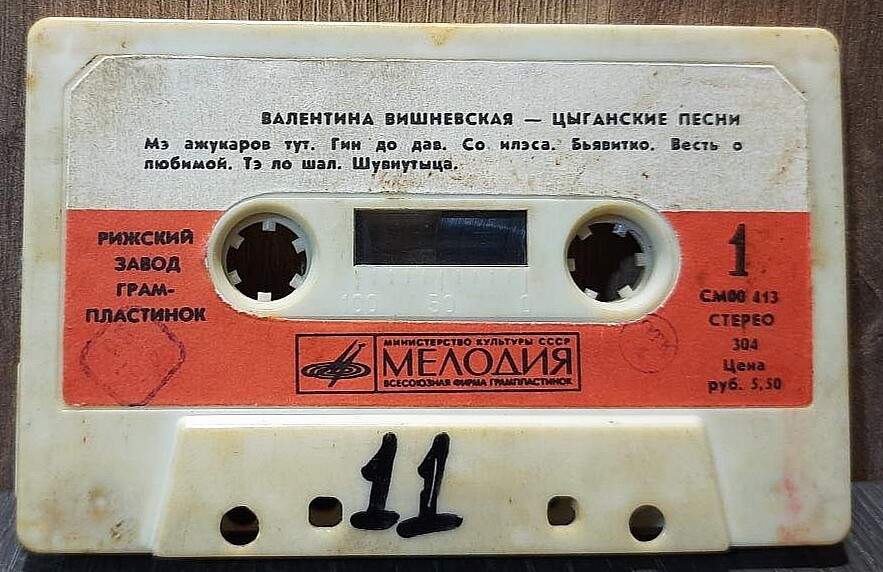 ВАЛЕНТИНА ВИШНЕВСКАЯ — ЦЫГАНСКИЕ ПЕСНИ
Мэ ажукаров тут. Гин до дав. Со илэса. Бьявитко. Весть о
любимой. Тэ ло шал. Шувиутыца.
РИЖСКИЙ
ЗАВОД
ГРАМ-
ПЛАСТИНОК
1
СМ00 413
СТЕРЕО
304
Цена
руб. 5,50
100 50 0
МИНИСТЕРСТВО КУЛЬТУРЫ СССР
МЕЛОДИЯ
ВСЕСОЮЗНАЯ ФИРМА ГРАМПЛАСТИНОК
11